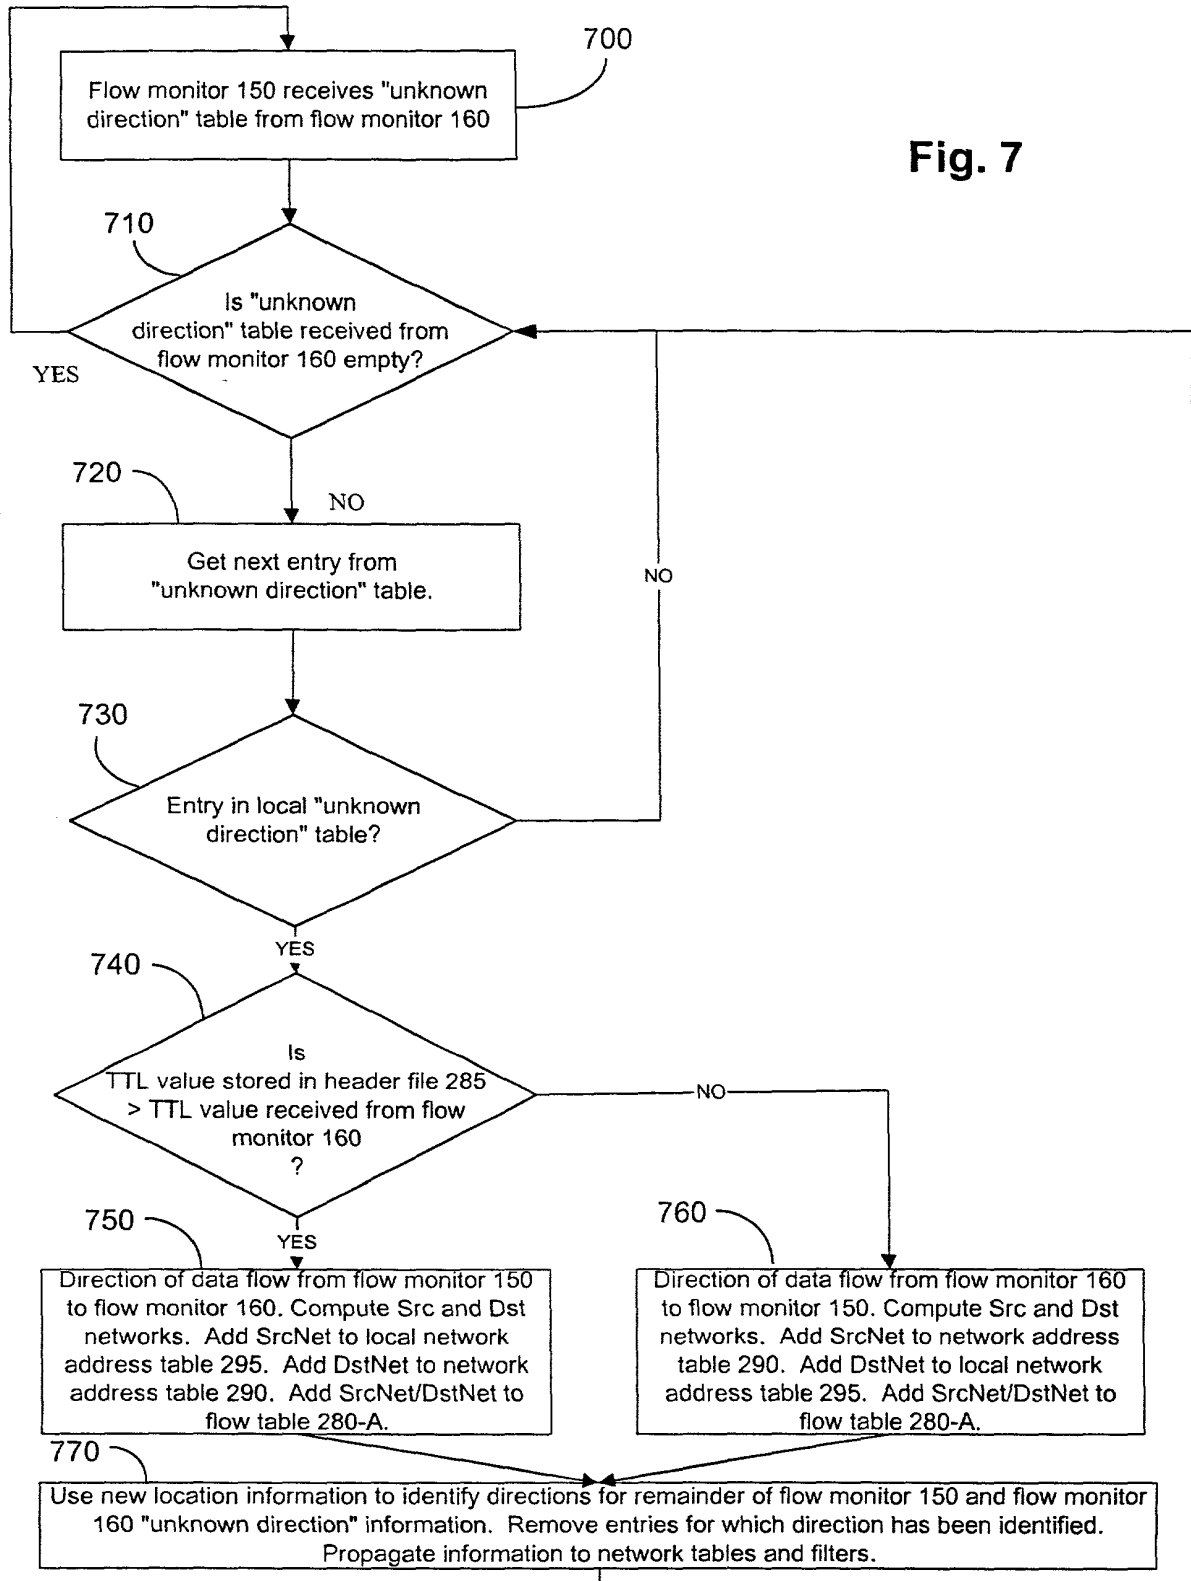 700
Flow monitor 150 receives "unknown
direction" table from flow monitor 160
Fig. 7
710
Is "unknown
direction" table received from
flow monitor 160 empty?
YES
720
NO
Get next entry from
"unknown direction" table.
NO
730
Entry in local "unknown
direction" table?
YES
740
Is
TTL value stored in header file 285
> TTL value received from flow
monitor 160
?
NO
750
YES
760
Direction of data flow from flow monitor 150
to flow monitor 160. Compute Src and Dst
networks. Add SrcNet to local network
address table 295. Add DstNet to network
address table 290. Add SrcNet/DstNet to
flow table 280-A.
Direction of data flow from flow monitor 160
to flow monitor 150. Compute Src and Dst
networks. Add SrcNet to network address
table 290. Add DstNet to local network
address table 295. Add SrcNet/DstNet to
flow table 280-A.
770
Use new location information to identify directions for remainder of flow monitor 150 and flow monitor
160 "unknown direction" information. Remove entries for which direction has been identified.
Propagate information to network tables and filters.